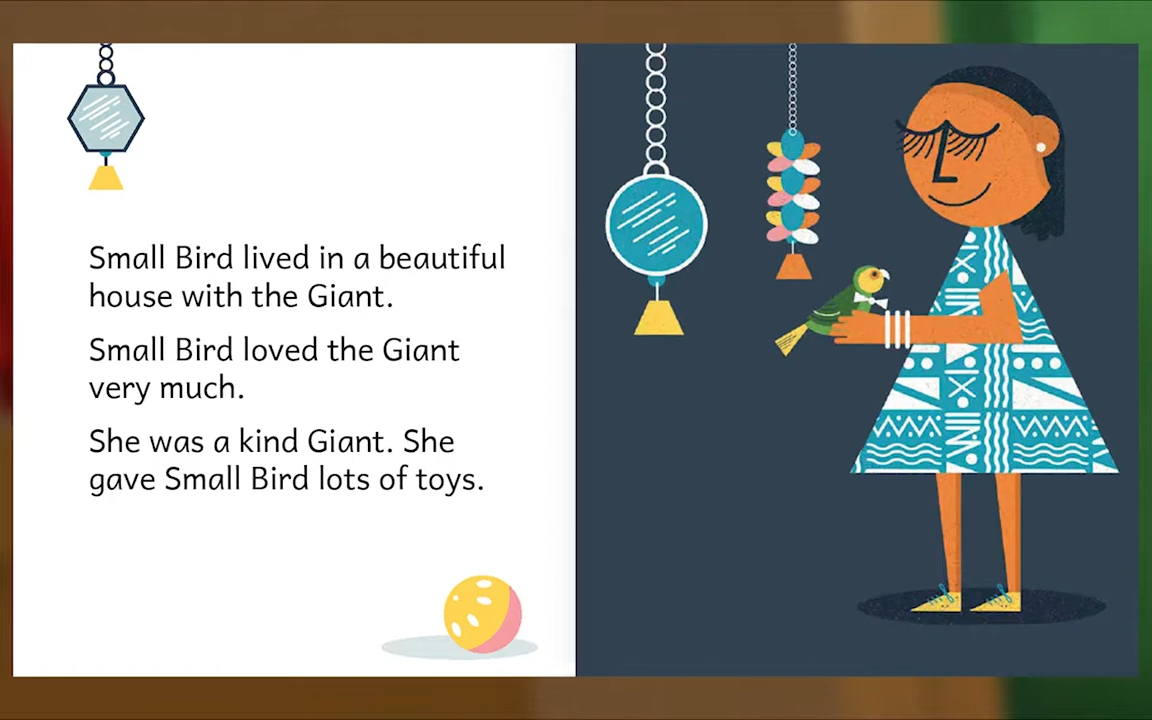 Small Bird lived in a beautiful
house with the Giant.
Small Bird loved the Giant
very much.
She was a kind Giant. She
gave Small Bird lots of toys.